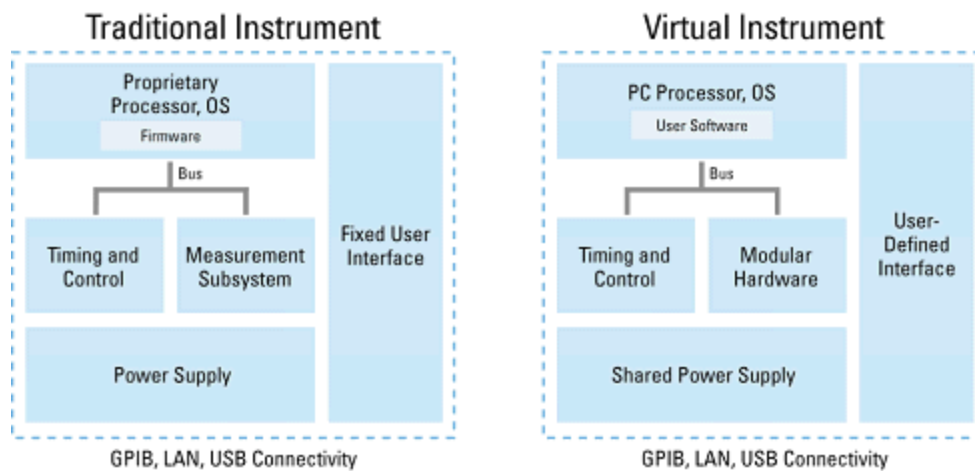 Traditional Instrument
Proprietary
Processor, OS
Firmware
Bus
Timing and
Control
Measurement
Subsystem
Power Supply
Fixed User
Interface
GPIB, LAN, USB Connectivity
Virtual Instrument
PC Processor, OS
User Software
Bus
Timing and
Control
Modular
Hardware
Shared Power Supply
User-
Defined
Interface
GPIB, LAN, USB Connectivity